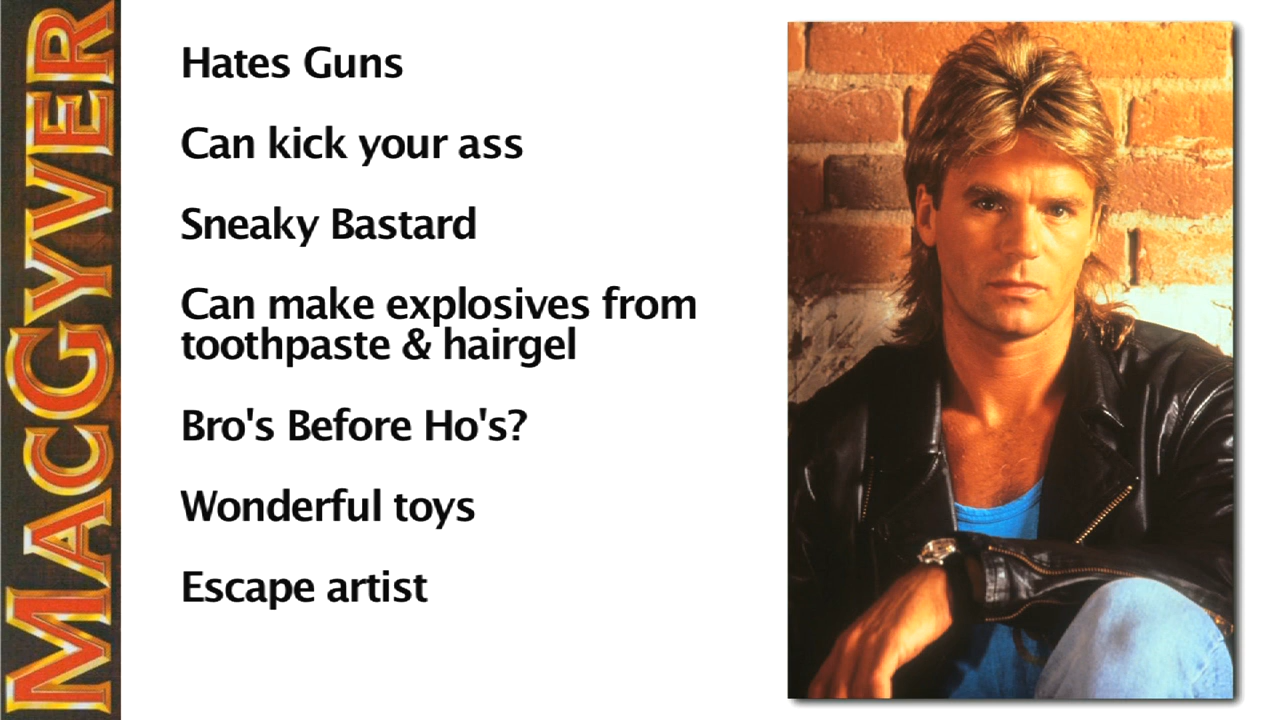 MACGYVER
Hates Guns
Can kick your ass
Sneaky Bastard
Can make explosives from
toothpaste & hairgel
Bro's Before Ho's?
Wonderful toys
Escape artist